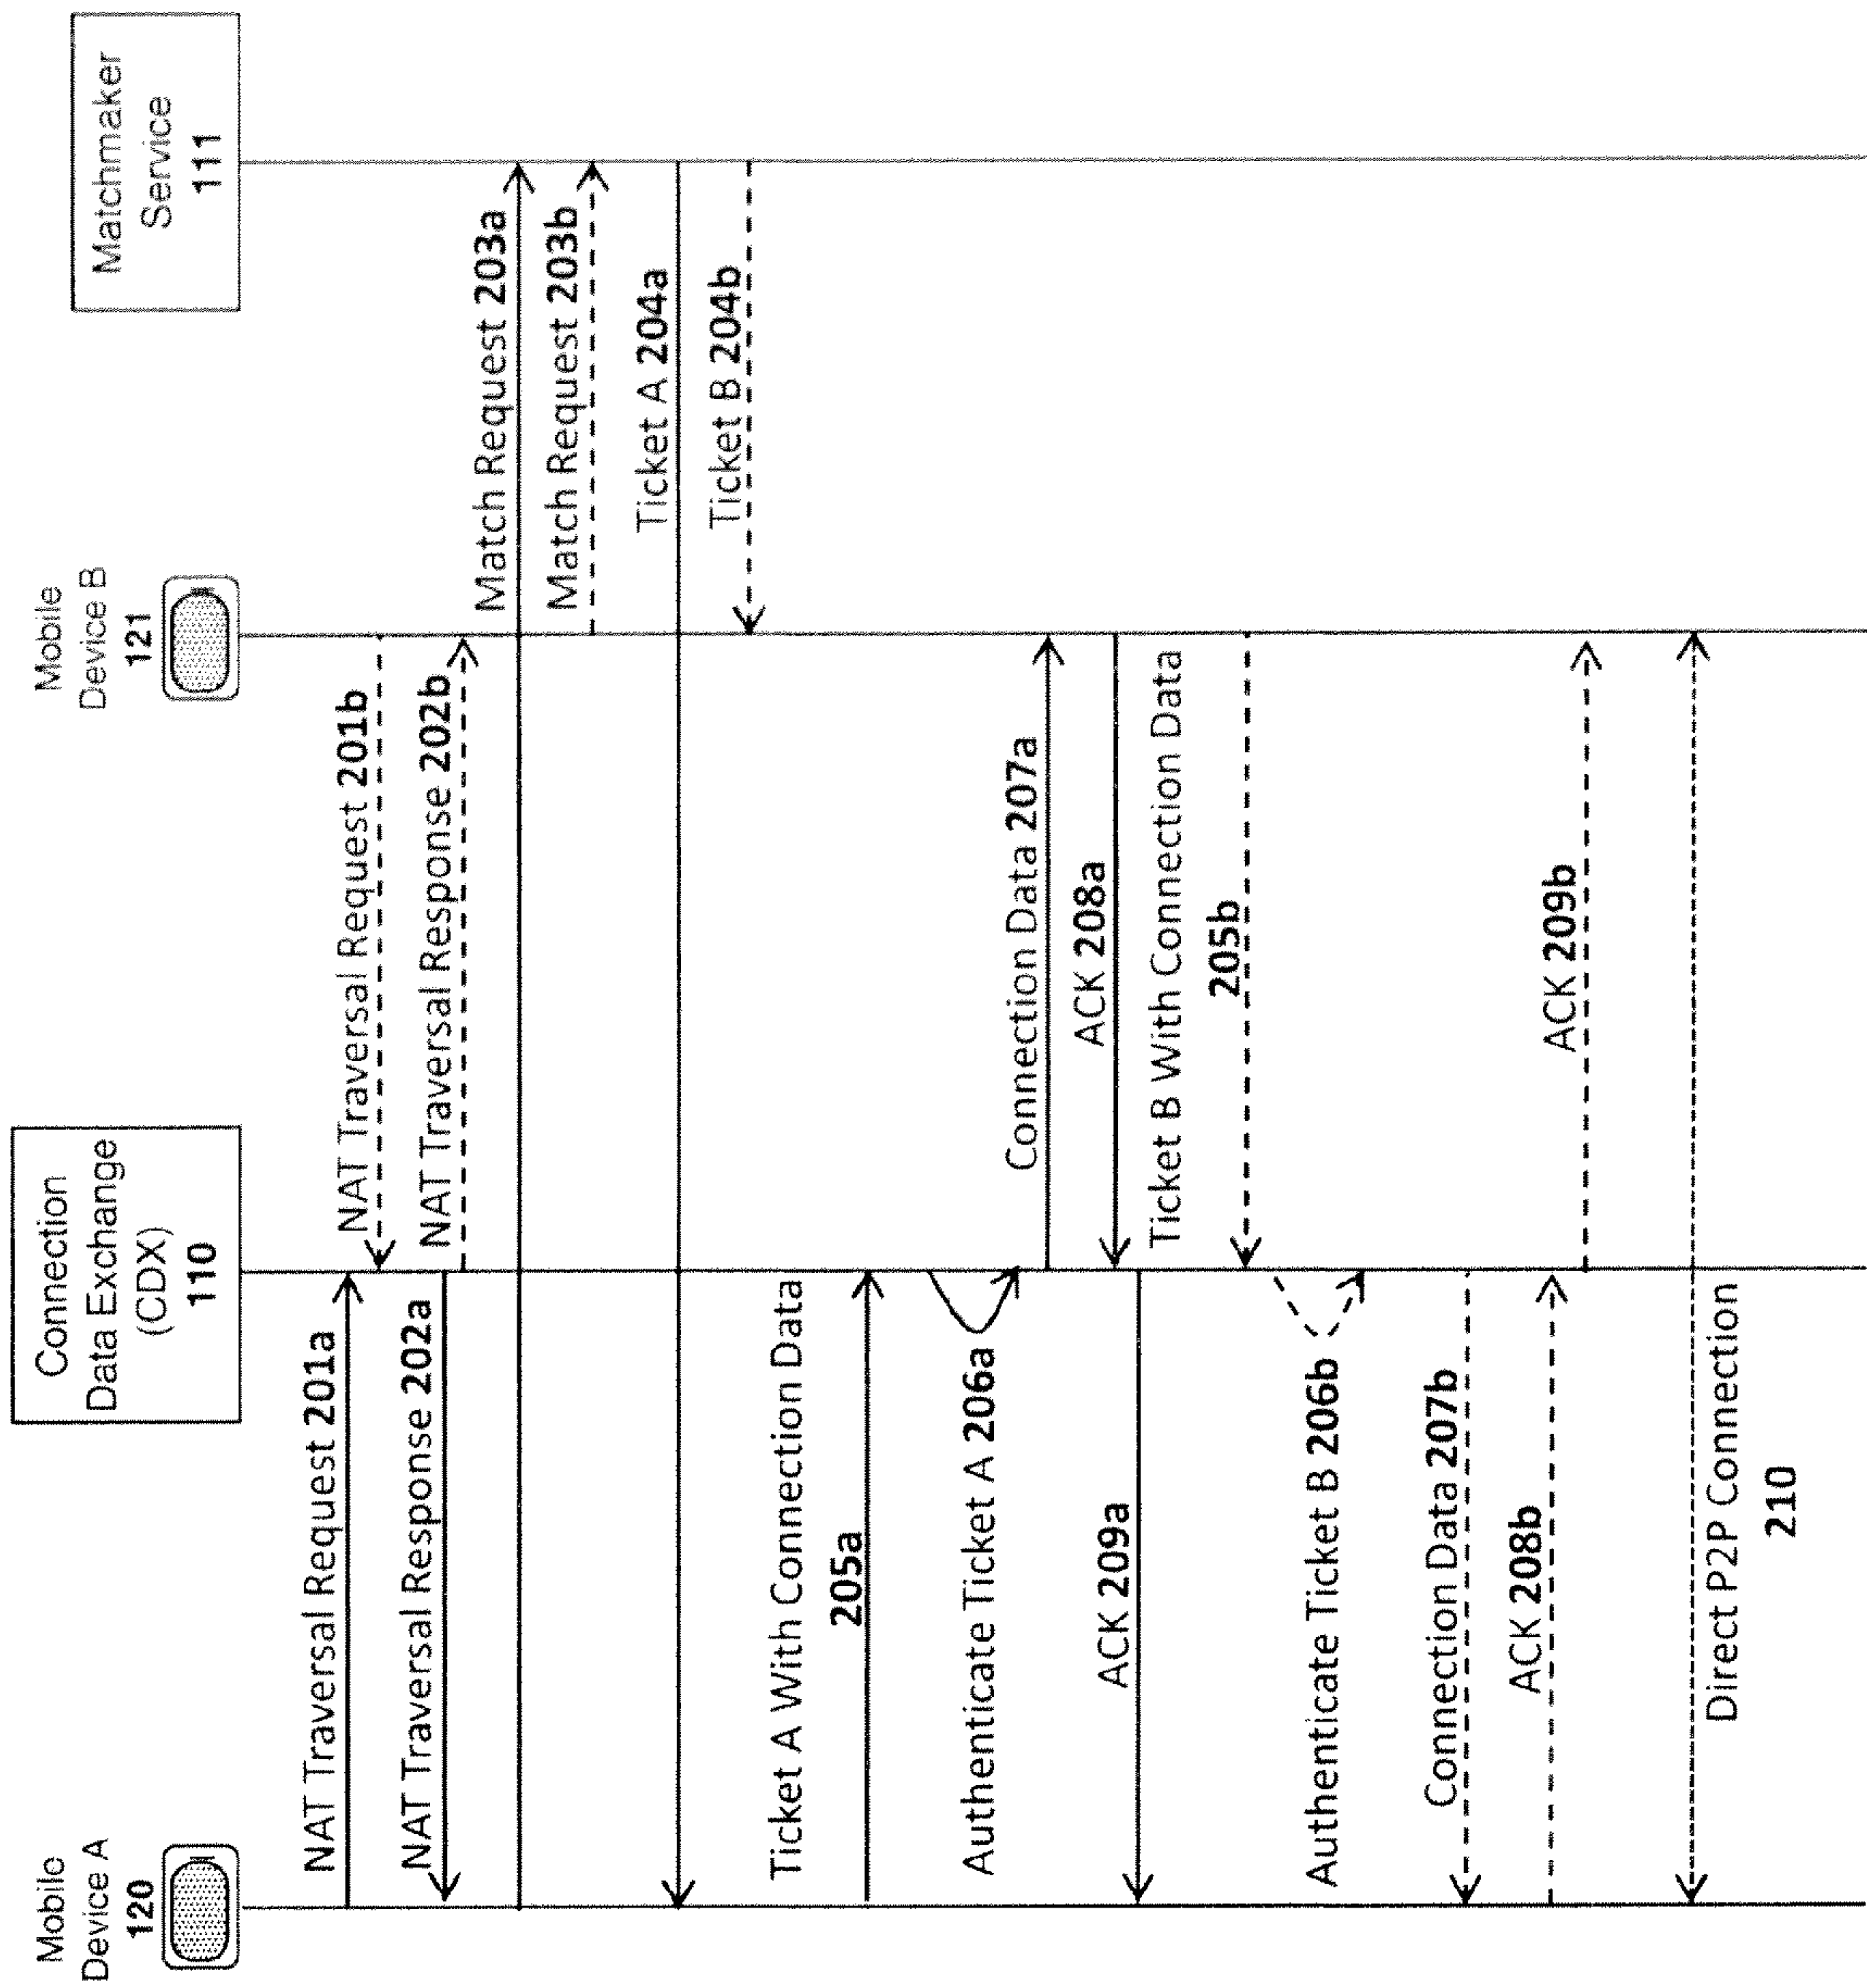 Mobile
Device A
120
Connection
Data Exchange
(CDX)
110
Mobile
Device B
121
Matchmaker
Service
111
NAT Traversal Request 201a
NAT Traversal Request 201b
NAT Traversal Response 202a
NAT Traversal Response 202b
Match Request 203a
Match Request 203b
Ticket A 204a
Ticket B 204b
Ticket A With Connection Data
205a
Authenticate Ticket A 206a
Connection Data 207a
ACK 208a
ACK 209a
Ticket B With Connection Data
205b
Authenticate Ticket B 206b
Connection Data 207b
ACK 208b
ACK 209b
Direct P2P Connection
210